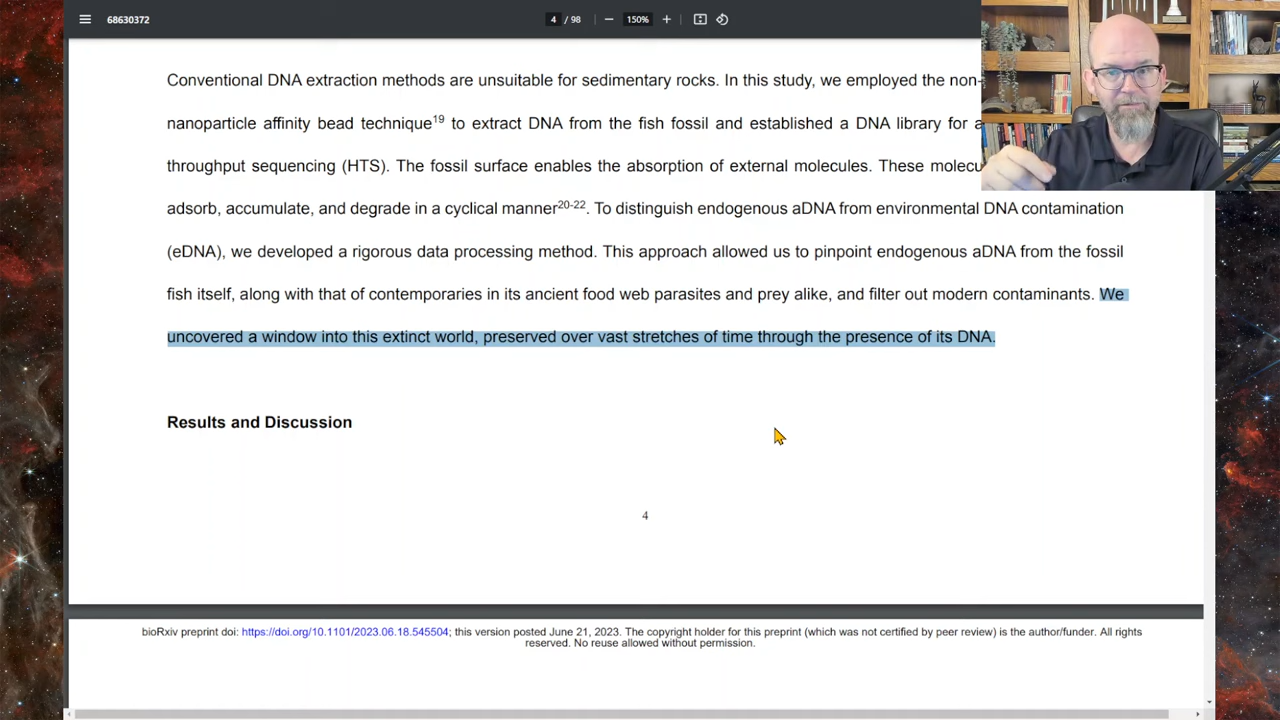 68630372
4 / 98
150%
Conventional DNA extraction methods are unsuitable for sedimentary rocks. In this study, we employed the non-
nanoparticle affinity bead technique19 to extract DNA from the fish fossil and established a DNA library for
throughput sequencing (HTS). The fossil surface enables the absorption of external molecules. These
adsorb, accumulate, and degrade in a cyclical manner20-22. To distinguish endogenous aDNA from environmental DNA contamination
(eDNA), we developed a rigorous data processing method. This approach allowed us to pinpoint endogenous aDNA from the fossil
fish itself, along with that of contemporaries in its ancient food web parasites and prey alike, and filter out modern contaminants. We
uncovered a window into this extinct world, preserved over vast stretches of time through the presence of its DNA.
Results and Discussion
4
bioRxiv preprint doi: https://doi.org/10.1101/2023.06.18.545504; this version posted June 21, 2023. The copyright holder for this preprint (which was not certified by peer review) is the author/funder. All rights
reserved. No reuse allowed without permission.